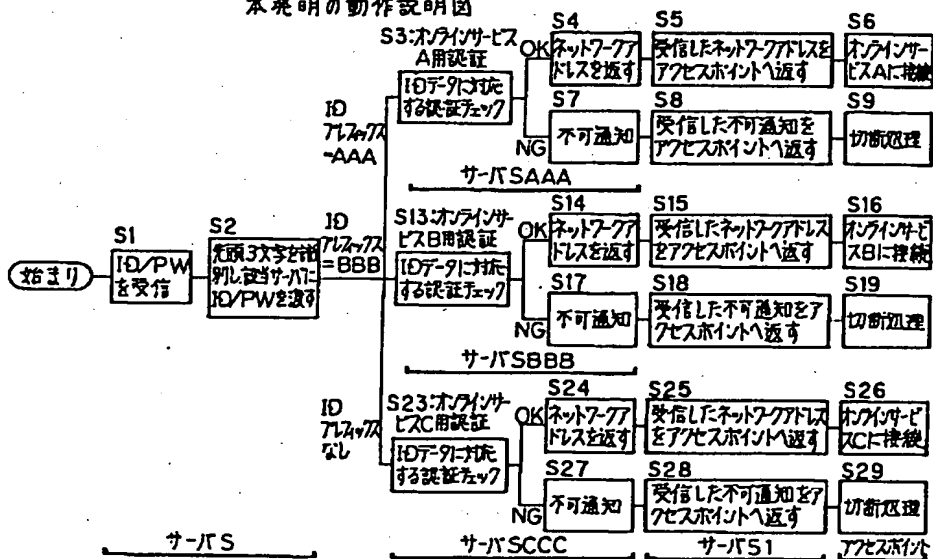 本発明の動作説明図
始まり
S1
ID/PW
を受信
S2
先頭3文字を識
別し該当サーバに
ID/PWを渡す
ID
プレフィックス
=AAA
ID
プレフィックス
=BBB
ID
プレフィックス
なし
S3:オンラインサービス
A用認証
IDデータに対応
する認証チェック
OK
NG
S4
ネットワークア
ドレスを返す
S5
受信したネットワークアドレスを
アクセスポイントへ返す
S6
オンラインサー
ビスAに接続
S7
不可通知
S8
受信した不可通知を
アクセスポイントへ返す
S9
切断処理
サーバSAAA
S13:オンラインサー
ビスB用認証
IDデータに対応
する認証チェック
OK
NG
S14
ネットワークア
ドレスを返す
S15
受信したネットワークアドレス
をアクセスポイントへ返す
S16
オンラインサー
ビスBに接続
S17
不可通知
S18
受信した不可通知をア
クセスポイントへ返す
S19
切断処理
サーバSBBB
S23:オンラインサー
ビスC用認証
IDデータに対応
する認証チェック
OK
NG
S24
ネットワークア
ドレスを返す
S25
受信したネットワークアドレス
をアクセスポイントへ返す
S26
オンラインサー
ビスCに接続
S27
不可通知
S28
受信した不可通知をア
クセスポイントへ返す
S29
切断処理
サーバS
サーバSCCC
サーバS1
アクセスポイント